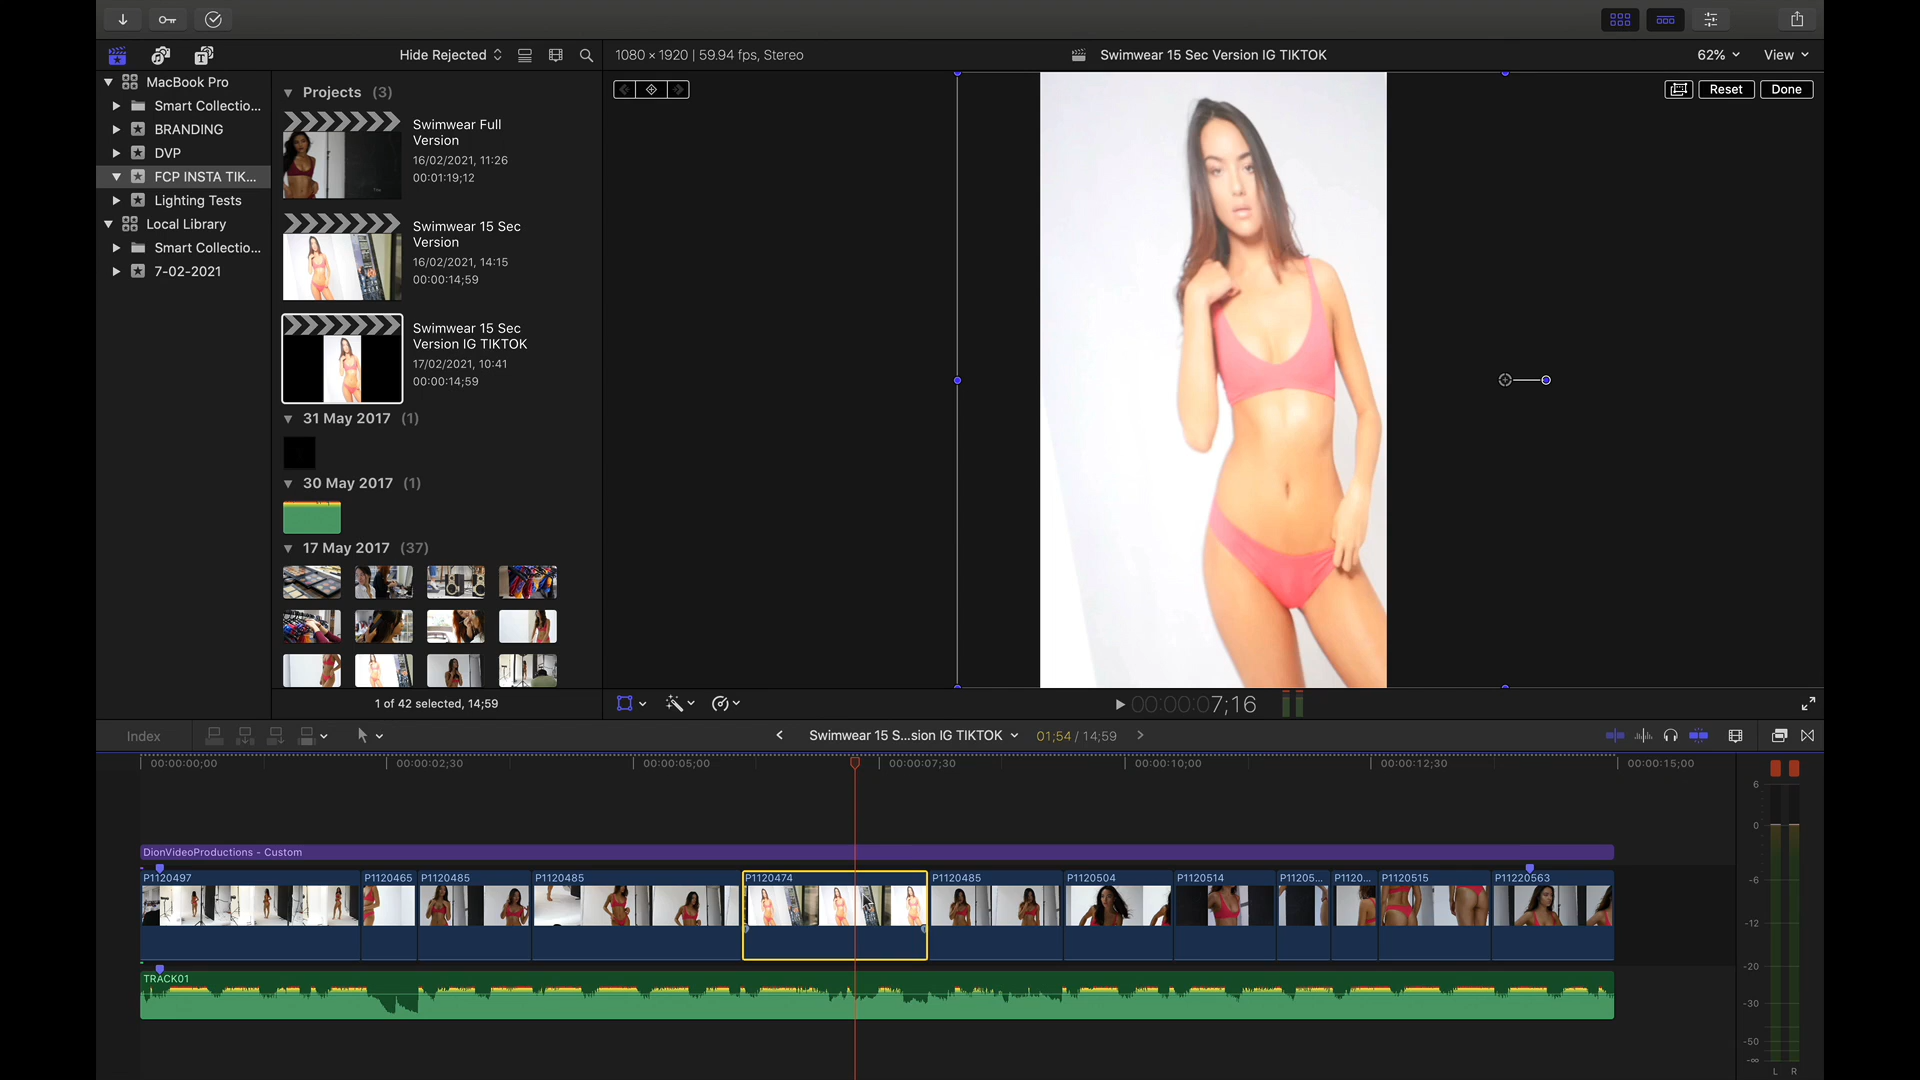 Hide Rejected
1080 × 1920 | 59.94 fps, Stereo
Swimwear 15 Sec Version IG TIKTOK
62%
View
Reset
Done
MacBook Pro
Smart Collectio...
BRANDING
DVP
FCP INSTA TIK...
Lighting Tests
Local Library
Smart Collectio...
7-02-2021
Projects (3)
Swimwear Full
Version
16/02/2021, 11:26
00:01:19;12
Swimwear 15 Sec
Version
16/02/2021, 14:15
00:00:14;59
Swimwear 15 Sec
Version IG TIKTOK
17/02/2021, 10:41
00:00:14;59
31 May 2017 (1)
30 May 2017 (1)
17 May 2017 (37)
1 of 42 selected, 14;59
00:00:07;16
Index
Swimwear 15 S...sion IG TIKTOK
01;54 / 14;59
00:00:00;00
00:00:02;30
00:00:05;00
00:00:07;30
00:00:10;00
00:00:12;30
00:00:15;00
DionVideoProductions - Custom
P1120497
P1120465
P1120485
P1120485
P1120474
P1120485
P1120504
P1120514
P11205...
P1120...
P1120515
P11220563
TRACK01
6
0
-6
-12
-20
-30
-50
-∞
L R